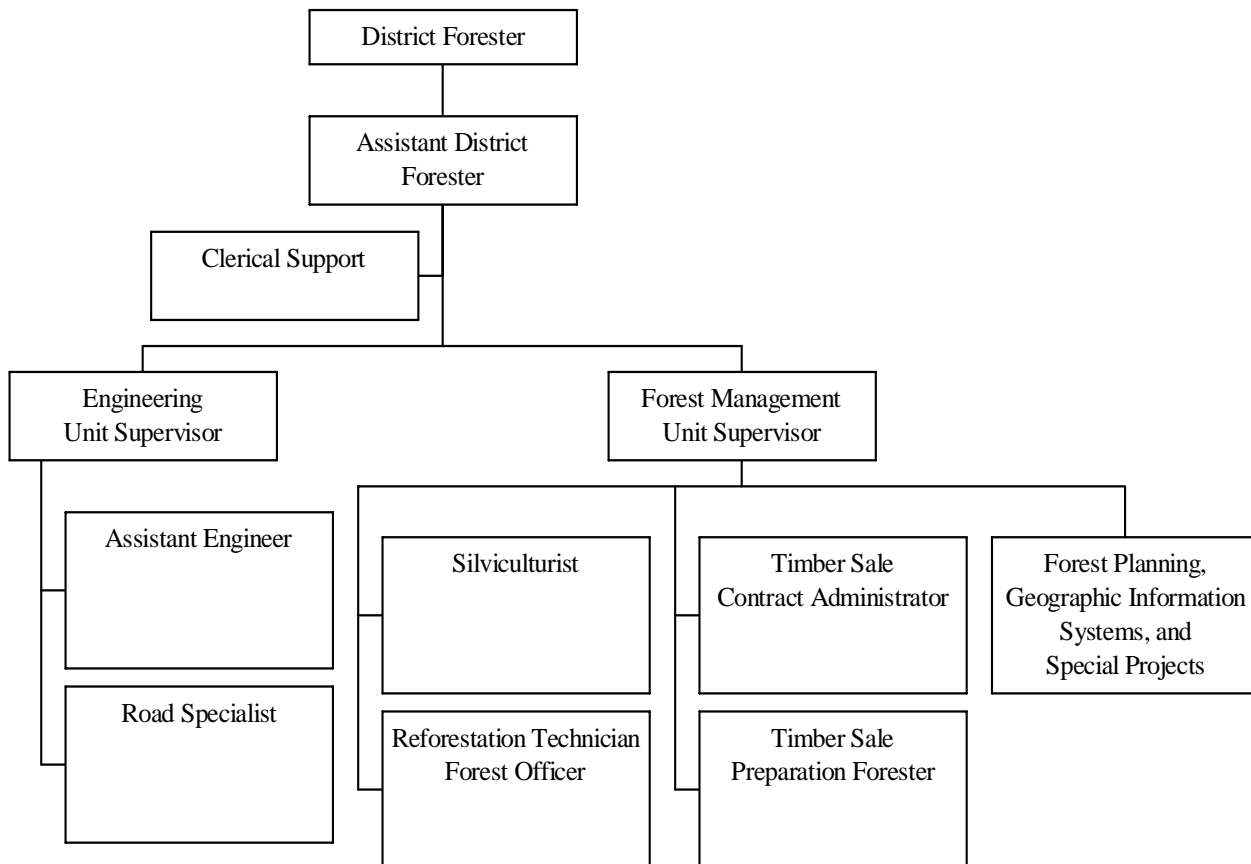 District Forester
Assistant District
Forester
Clerical Support
Engineering
Unit Supervisor
Forest Management
Unit Supervisor
Assistant Engineer
Road Specialist
Silviculturist
Reforestation Technician
Forest Officer
Timber Sale
Contract Administrator
Timber Sale
Preparation Forester
Forest Planning,
Geographic Information
Systems, and
Special Projects